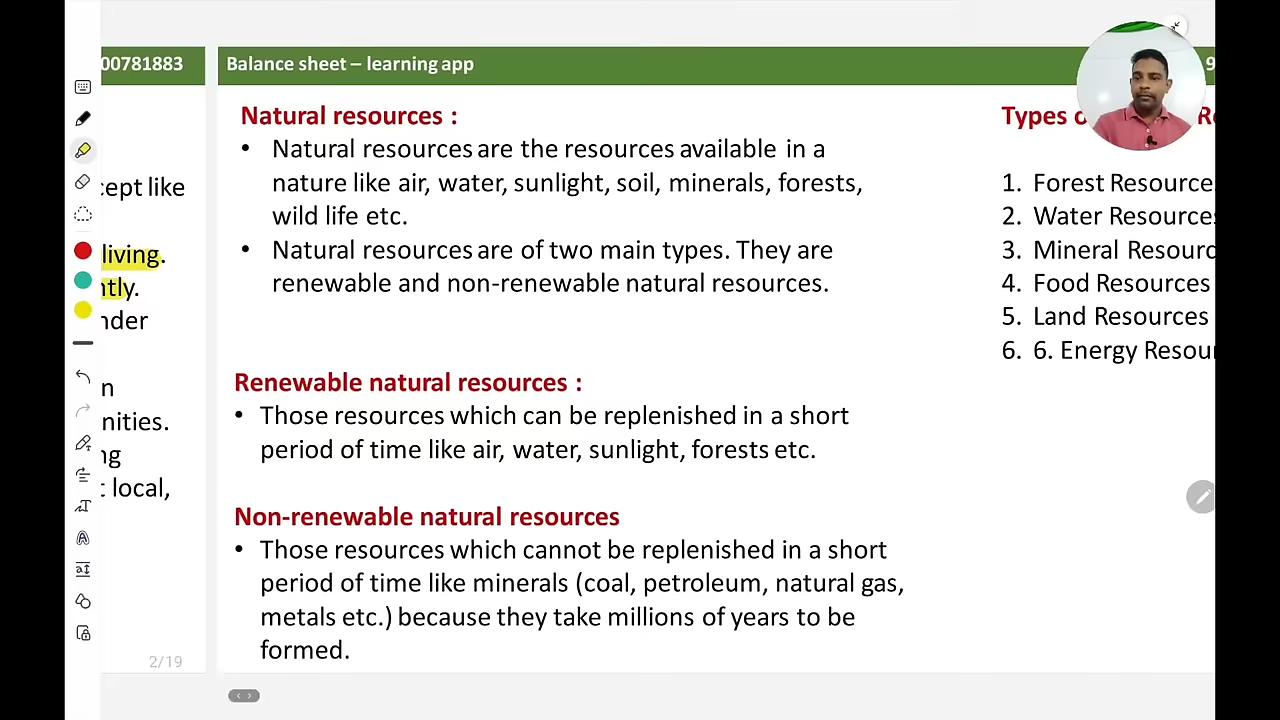 00781883
cept like
living.
ntly.
nder
n
nities.
ng
t local,
2/19
Balance sheet – learning app
Natural resources :
• Natural resources are the resources available in a
nature like air, water, sunlight, soil, minerals, forests,
wild life etc.
• Natural resources are of two main types. They are
renewable and non-renewable natural resources.
Renewable natural resources :
• Those resources which can be replenished in a short
period of time like air, water, sunlight, forests etc.
Non-renewable natural resources
• Those resources which cannot be replenished in a short
period of time like minerals (coal, petroleum, natural gas,
metals etc.) because they take millions of years to be
formed.
9
Types o R
1. Forest Resource
2. Water Resources
3. Mineral Resourc
4. Food Resources
5. Land Resources
6. 6. Energy Resour